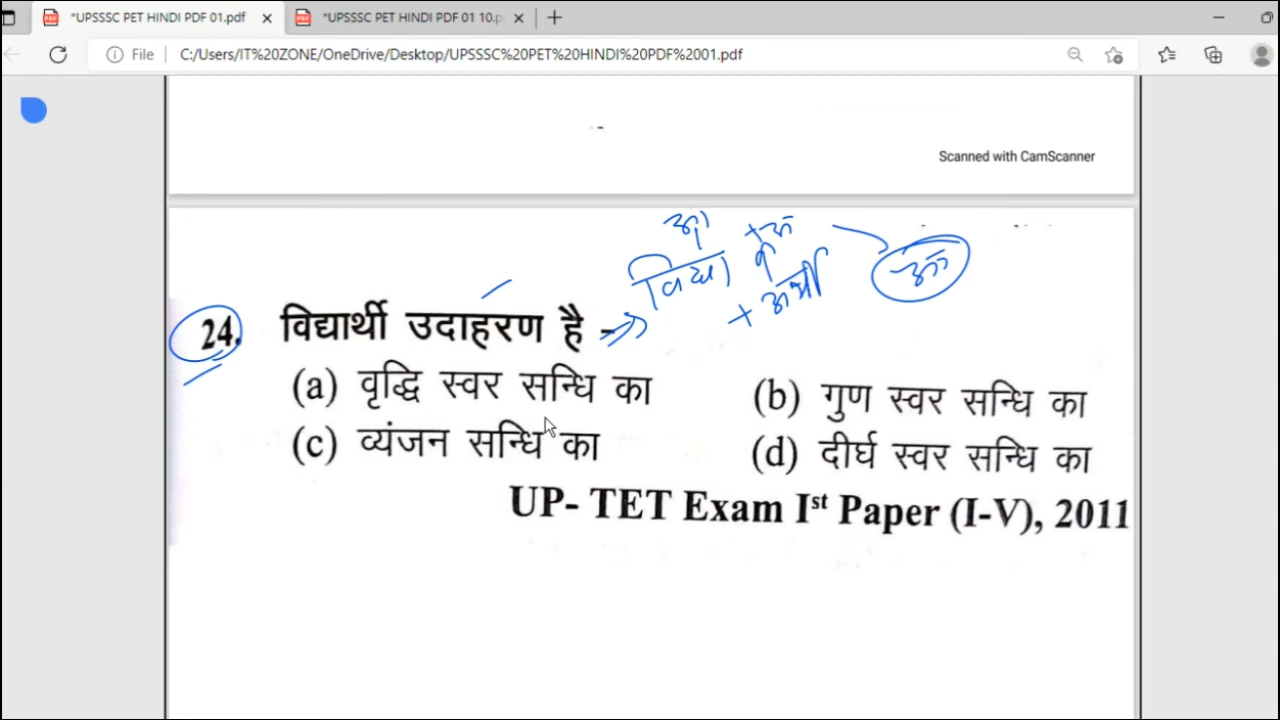 *UPSSSC PET HINDI PDF 01.pdf
*UPSSSC PET HINDI PDF 01 10.p
File
C:/Users/IT%20ZONE/OneDrive/Desktop/UPSSSC%20PET%20HINDI%20PDF%2001.pdf
Scanned with CamScanner
आ + अ
विद्या + अर्थी
24. विद्यार्थी उदाहरण है –
(a) वृद्धि स्वर सन्धि का (b) गुण स्वर सन्धि का
(c) व्यंजन सन्धि का (d) दीर्घ स्वर सन्धि का
UP- TET Exam Ist Paper (I-V), 2011